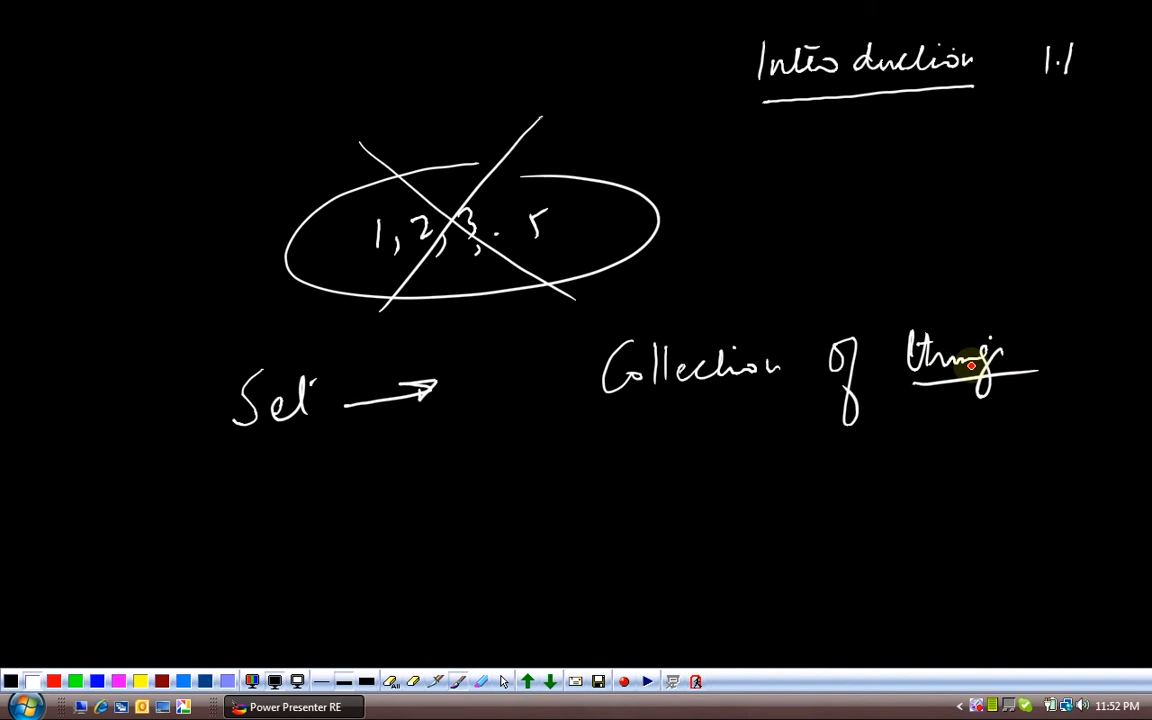 Introduction 1.1
1, 2, 3, . 5
Set → Collection of things
Power Presenter RE
11:52 PM